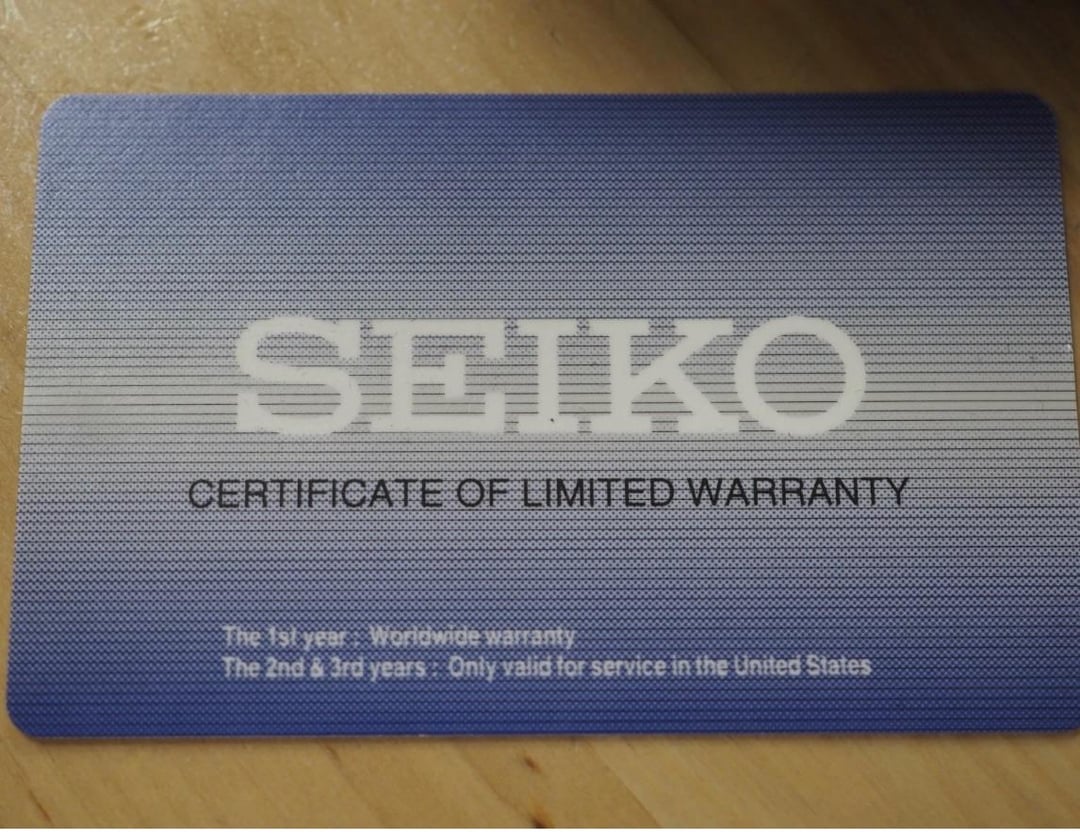 SEIKO
CERTIFICATE OF LIMITED WARRANTY
The 1st year : Worldwide warranty
The 2nd & 3rd years : Only valid for service in the United States